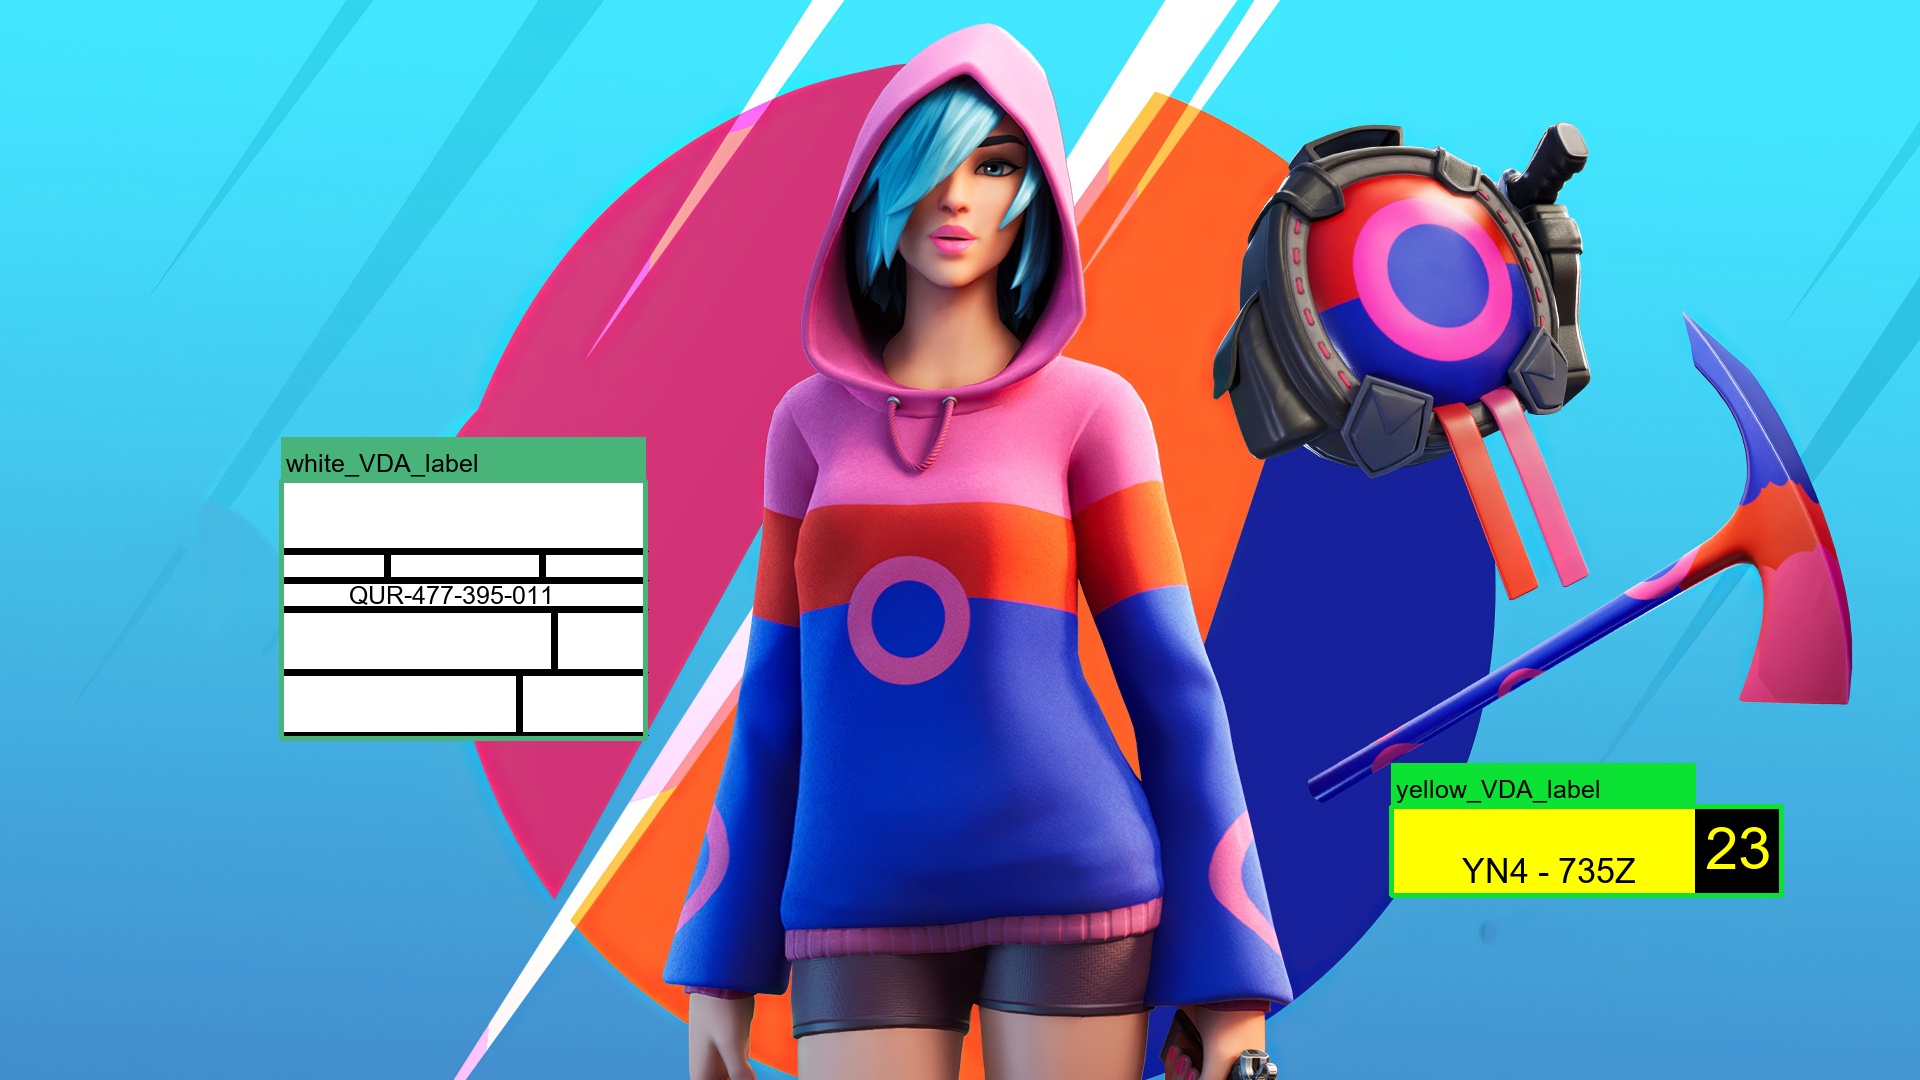 white_VDA_label
QUR-477-395-011
yellow_VDA_label
YN4 - 735Z
23